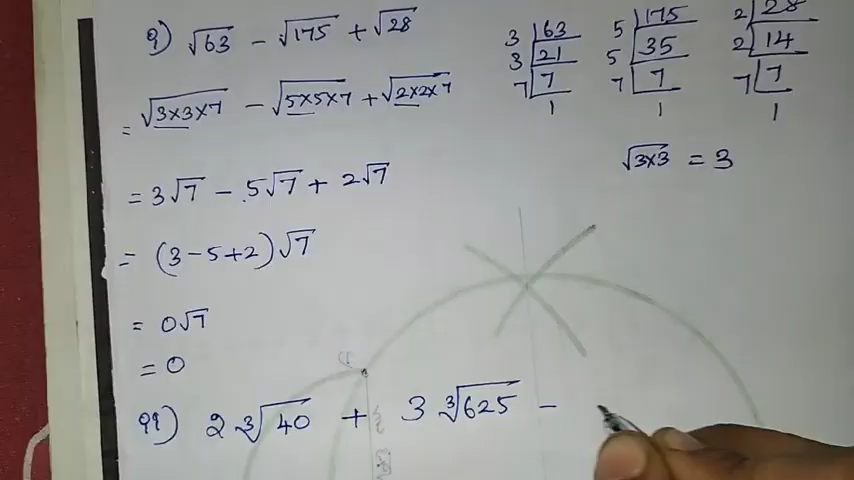 i) √63 - √175 + √28
= √3×3×7 - √5×5×7 + √2×2×7
= 3√7 - 5√7 + 2√7
= (3-5+2)√7
= 0√7
= 0
ii) 2 ∛40 + 3 ∛625 -
3 | 63
3 | 21
7 | 7
1
5 | 175
5 | 35
7 | 7
1
2 | 28
2 | 14
7 | 7
1
√3×3 = 3